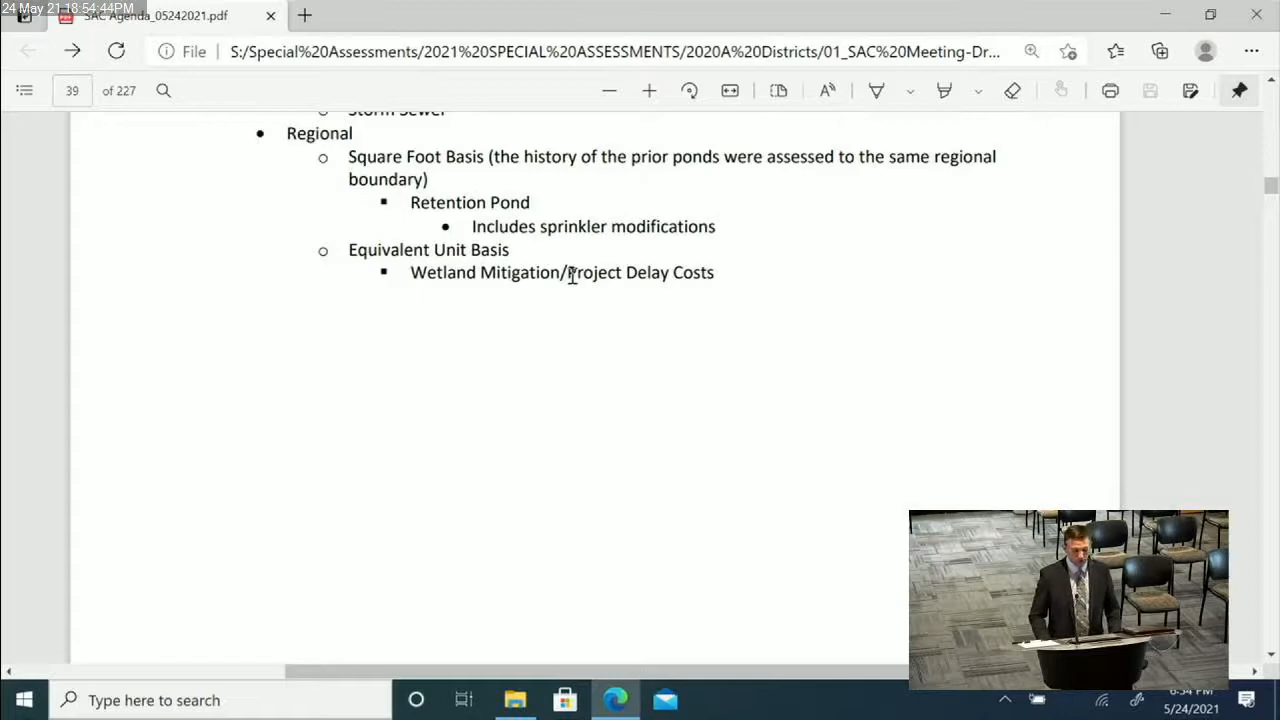 24 May 21 18:54:44PM
SAC Agenda_05242021.pdf
File
S:/Special%20Assessments/2021%20SPECIAL%20ASSESSMENTS/2020A%20Districts/01_SAC%20Meeting-Dr...
39 of 227
Storm Sewer
• Regional
o Square Foot Basis (the history of the prior ponds were assessed to the same regional
boundary)
▪ Retention Pond
• Includes sprinkler modifications
o Equivalent Unit Basis
▪ Wetland Mitigation/Project Delay Costs
Type here to search
6:54 PM
5/24/2021